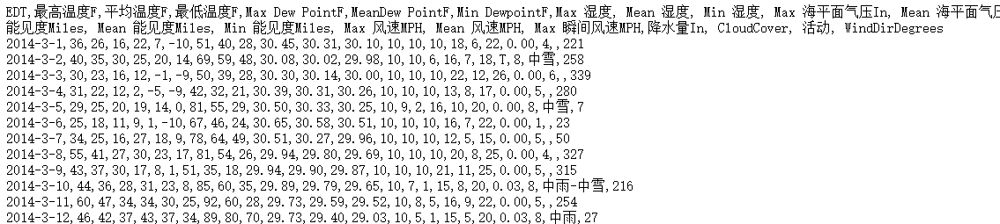 EDT,最高温度F,平均温度F,最低温度F,Max Dew PointF,MeanDew PointF,Min DewpointF,Max 湿度, Mean 湿度, Min 湿度, Max 海平面气压In, Mean 海平面气压
能见度Miles, Mean 能见度Miles, Min 能见度Miles, Max 风速MPH, Mean 风速MPH, Max 瞬间风速MPH,降水量In, CloudCover, 活动, WindDirDegrees
2014-3-1,36,26,16,22,7,-10,51,40,28,30.45,30.31,30.10,10,10,10,18,6,22,0.00,4,,221
2014-3-2,40,35,30,25,20,14,69,59,48,30.08,30.02,29.98,10,10,6,16,7,18,T,8,中雪,258
2014-3-3,30,23,16,12,-1,-9,50,39,28,30.30,30.14,30.00,10,10,10,22,12,26,0.00,6,,339
2014-3-4,31,22,12,2,-5,-9,42,32,21,30.39,30.31,30.26,10,10,10,13,8,17,0.00,5,,280
2014-3-5,29,25,20,19,14,0,81,55,29,30.50,30.33,30.25,10,9,2,16,10,20,0.00,8,中雪,7
2014-3-6,25,18,11,9,1,-10,67,46,24,30.65,30.58,30.51,10,10,10,16,7,22,0.00,1,,23
2014-3-7,34,25,16,27,18,9,78,64,49,30.51,30.27,29.96,10,10,10,12,5,15,0.00,5,,50
2014-3-8,55,41,27,30,23,17,81,54,26,29.94,29.80,29.69,10,10,10,20,8,25,0.00,4,,327
2014-3-9,43,37,30,17,8,1,51,35,18,29.94,29.90,29.87,10,10,10,21,11,25,0.00,5,,315
2014-3-10,44,36,28,31,23,8,85,60,35,29.89,29.79,29.65,10,7,1,15,8,20,0.03,8,中雨-中雪,216
2014-3-11,60,47,34,34,30,25,92,60,28,29.73,29.59,29.52,10,8,5,16,9,22,0.00,5,,254
2014-3-12,46,42,37,43,37,34,89,80,70,29.73,29.40,29.03,10,5,1,15,5,20,0.03,8,中雨,27